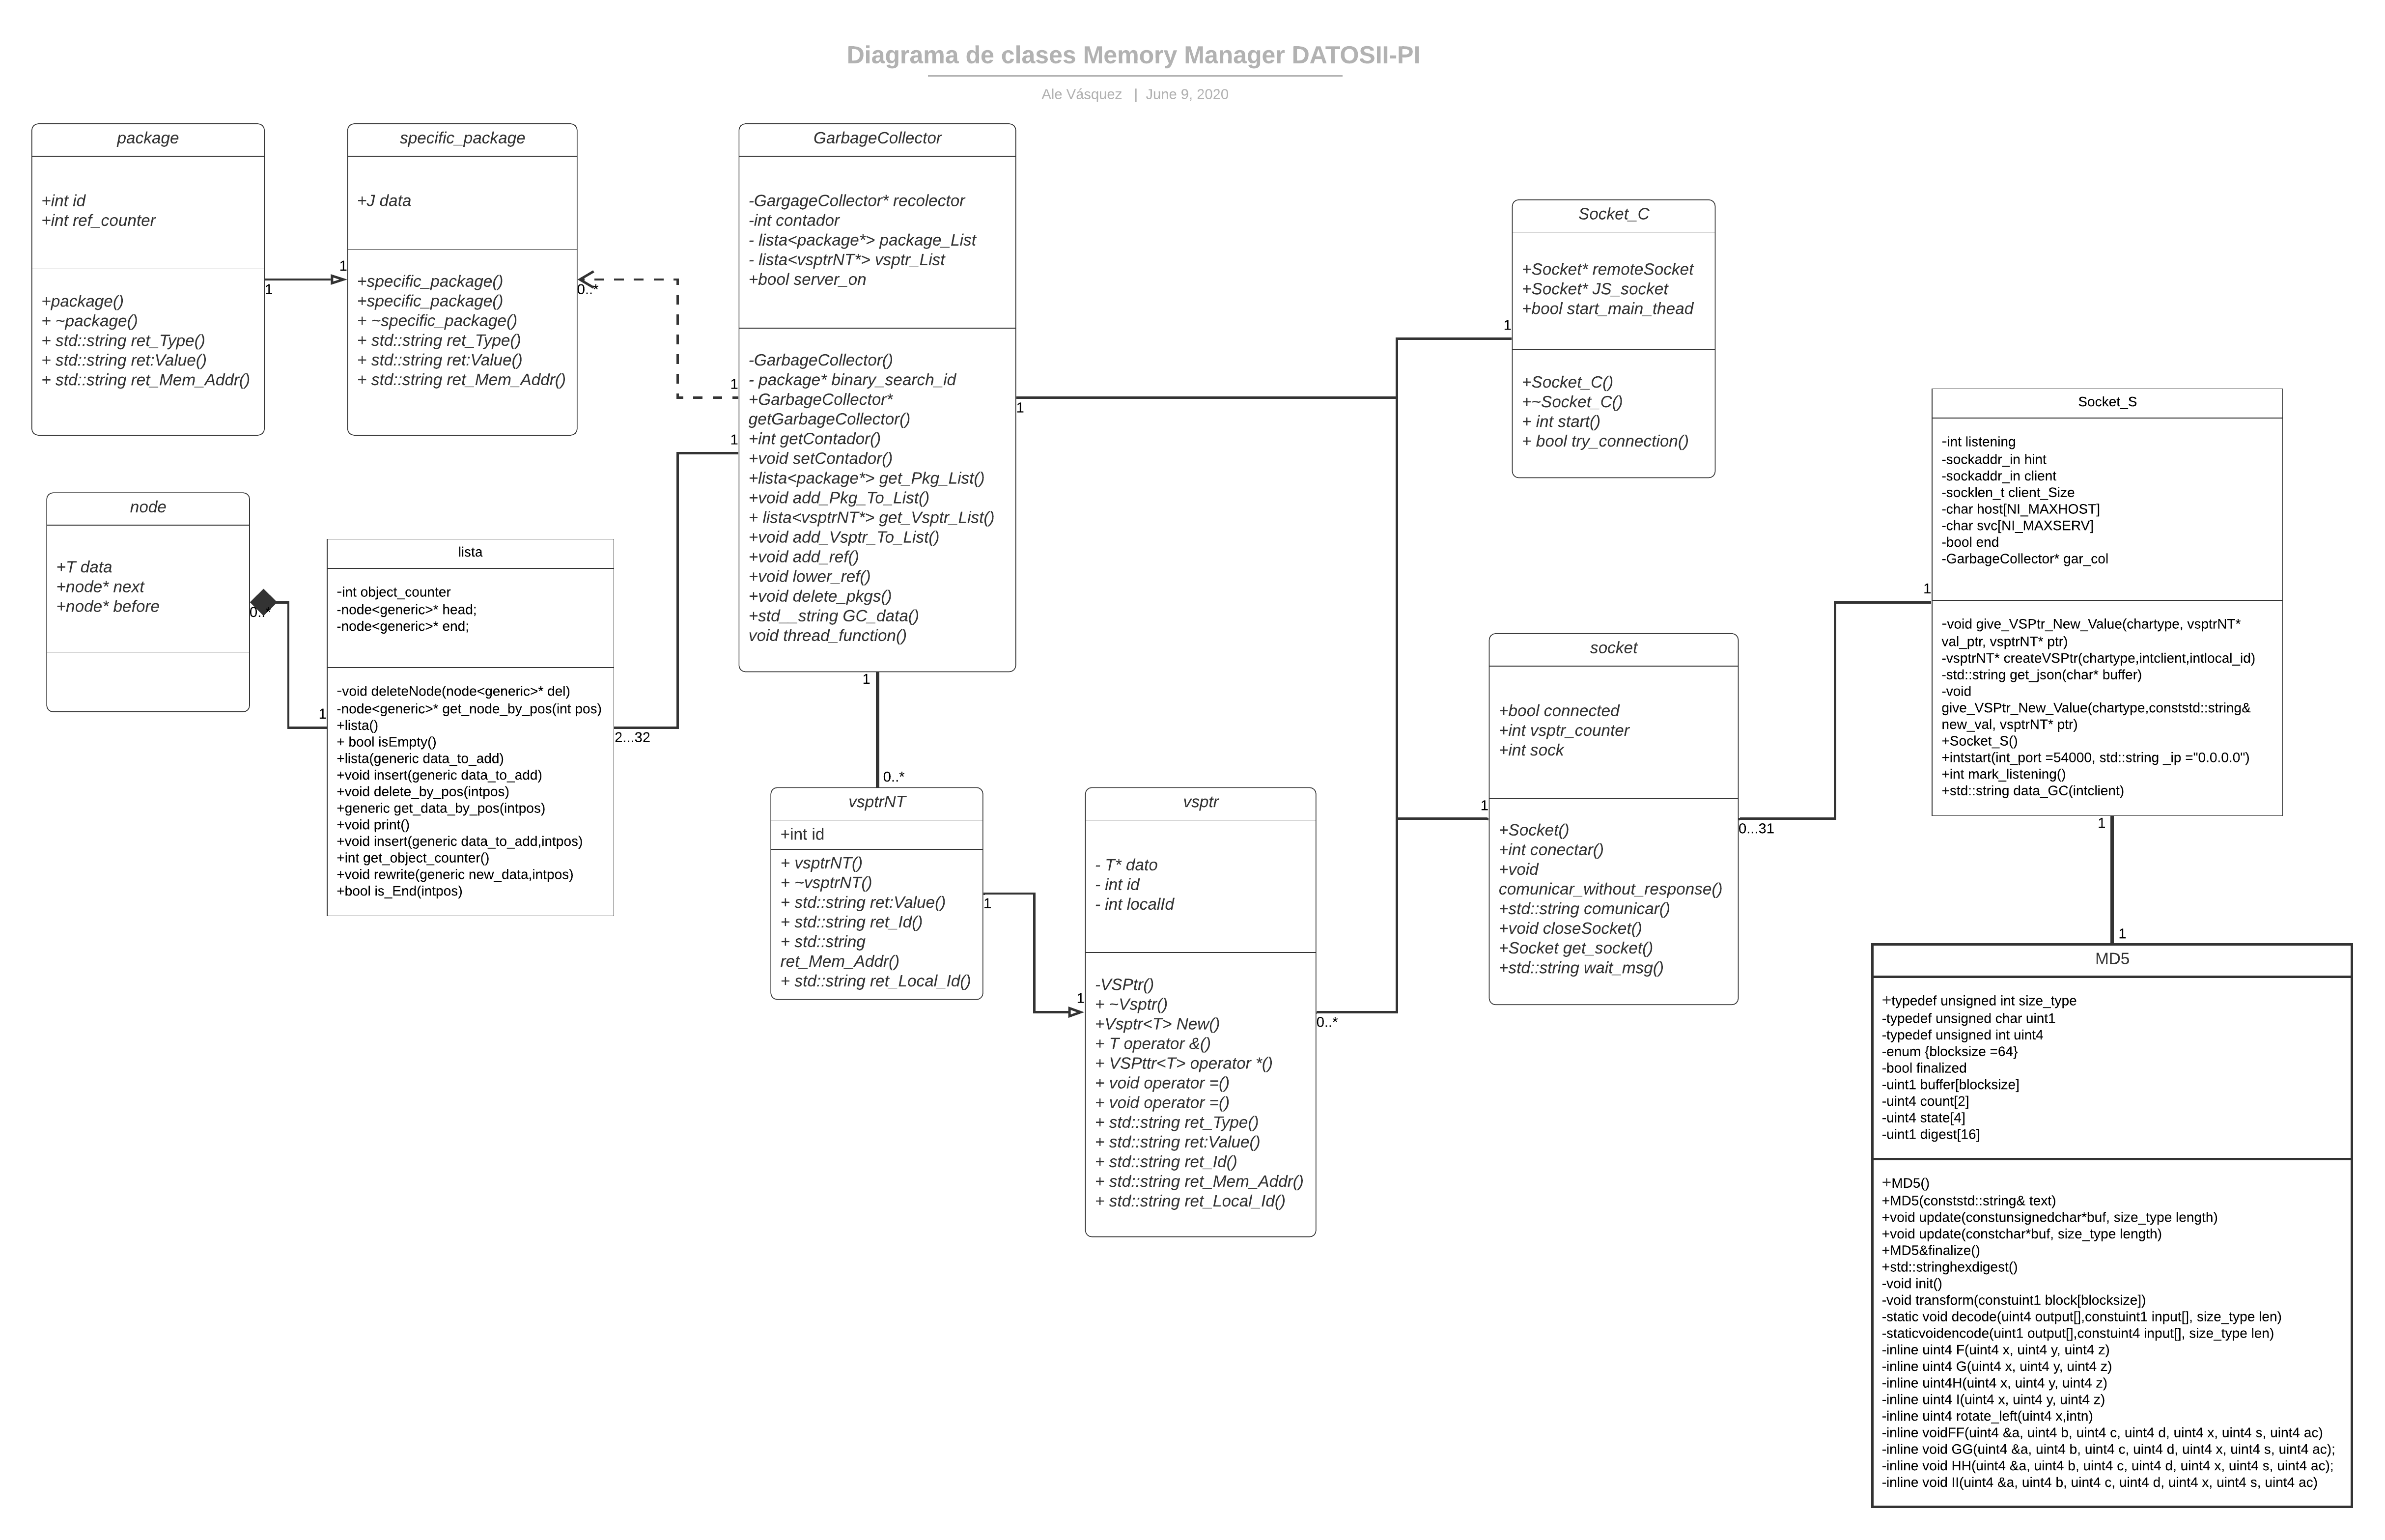 Diagrama de clases Memory Manager DATOSII-PI
Ale Vásquez | June 9, 2020
package
+int id
+int ref_counter
+package()
+ ~package()
+ std::string ret_Type()
+ std::string ret:Value()
+ std::string ret_Mem_Addr()
1
1
specific_package
+J data
+specific_package()
+specific_package()
+ ~specific_package()
+ std::string ret_Type()
+ std::string ret:Value()
+ std::string ret_Mem_Addr()
0..*
1
GarbageCollector
-GargageCollector* recolector
-int contador
- lista<package*> package_List
- lista<vsptrNT*> vsptr_List
+bool server_on
-GarbageCollector()
- package* binary_search_id
+GarbageCollector*
getGarbageCollector()
+int getContador()
+void setContador()
+lista<package*> get_Pkg_List()
+void add_Pkg_To_List()
+ lista<vsptrNT*> get_Vsptr_List()
+void add_Vsptr_To_List()
+void add_ref()
+void lower_ref()
+void delete_pkgs()
+std__string GC_data()
void thread_function()
1
1
1
node
+T data
+node* next
+node* before
0..*
1
lista
-int object_counter
-node<generic>* head;
-node<generic>* end;
-void deleteNode(node<generic>* del)
-node<generic>* get_node_by_pos(int pos)
+lista()
+ bool isEmpty()
+lista(generic data_to_add)
+void insert(generic data_to_add)
+void delete_by_pos(intpos)
+generic get_data_by_pos(intpos)
+void print()
+void insert(generic data_to_add,intpos)
+int get_object_counter()
+void rewrite(generic new_data,intpos)
+bool is_End(intpos)
2...32
0..*
vsptrNT
+int id
+ vsptrNT()
+ ~vsptrNT()
+ std::string ret:Value()
+ std::string ret_Id()
+ std::string
ret_Mem_Addr()
+ std::string ret_Local_Id()
1
1
vsptr
- T* dato
- int id
- int localId
-VSPtr()
+ ~Vsptr()
+Vsptr<T> New()
+ T operator &()
+ VSPttr<T> operator *()
+ void operator =()
+ void operator =()
+ std::string ret_Type()
+ std::string ret:Value()
+ std::string ret_Id()
+ std::string ret_Mem_Addr()
+ std::string ret_Local_Id()
0..*
1
Socket_C
+Socket* remoteSocket
+Socket* JS_socket
+bool start_main_thead
+Socket_C()
+~Socket_C()
+ int start()
+ bool try_connection()
1
socket
+bool connected
+int vsptr_counter
+int sock
+Socket()
+int conectar()
+void
comunicar_without_response()
+std::string comunicar()
+void closeSocket()
+Socket get_socket()
+std::string wait_msg()
0...31
1
Socket_S
-int listening
-sockaddr_in hint
-sockaddr_in client
-socklen_t client_Size
-char host[NI_MAXHOST]
-char svc[NI_MAXSERV]
-bool end
-GarbageCollector* gar_col
-void give_VSPtr_New_Value(chartype, vsptrNT*
val_ptr, vsptrNT* ptr)
-vsptrNT* createVSPtr(chartype,intclient,intlocal_id)
-std::string get_json(char* buffer)
-void
give_VSPtr_New_Value(chartype,conststd::string&
new_val, vsptrNT* ptr)
+Socket_S()
+intstart(int_port =54000, std::string _ip ="0.0.0.0")
+int mark_listening()
+std::string data_GC(intclient)
1
1
MD5
+typedef unsigned int size_type
-typedef unsigned char uint1
-typedef unsigned int uint4
-enum {blocksize =64}
-bool finalized
-uint1 buffer[blocksize]
-uint4 count[2]
-uint4 state[4]
-uint1 digest[16]
+MD5()
+MD5(conststd::string& text)
+void update(constunsignedchar*buf, size_type length)
+void update(constchar*buf, size_type length)
+MD5&finalize()
+std::stringhexdigest()
-void init()
-void transform(constuint1 block[blocksize])
-static void decode(uint4 output[],constuint1 input[], size_type len)
-staticvoidencode(uint1 output[],constuint4 input[], size_type len)
-inline uint4 F(uint4 x, uint4 y, uint4 z)
-inline uint4 G(uint4 x, uint4 y, uint4 z)
-inline uint4H(uint4 x, uint4 y, uint4 z)
-inline uint4 I(uint4 x, uint4 y, uint4 z)
-inline uint4 rotate_left(uint4 x,intn)
-inline voidFF(uint4 &a, uint4 b, uint4 c, uint4 d, uint4 x, uint4 s, uint4 ac)
-inline void GG(uint4 &a, uint4 b, uint4 c, uint4 d, uint4 x, uint4 s, uint4 ac);
-inline void HH(uint4 &a, uint4 b, uint4 c, uint4 d, uint4 x, uint4 s, uint4 ac);
-inline void II(uint4 &a, uint4 b, uint4 c, uint4 d, uint4 x, uint4 s, uint4 ac)